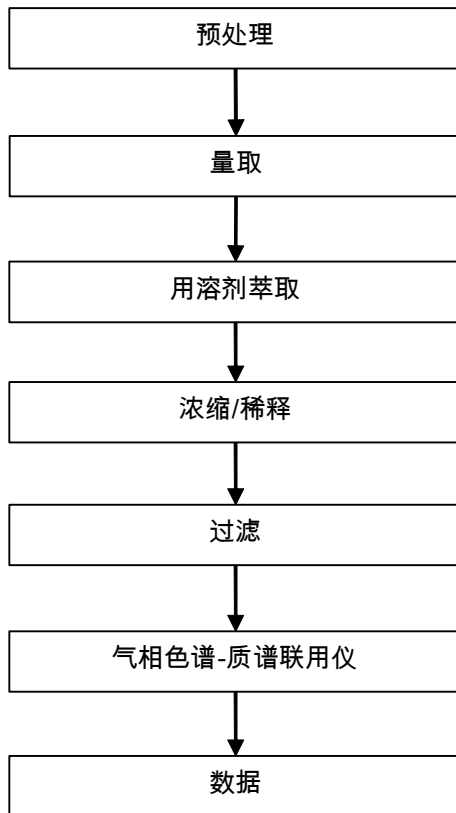 预处理
量取
用溶剂萃取
浓缩/稀释
过滤
气相色谱-质谱联用仪
数据